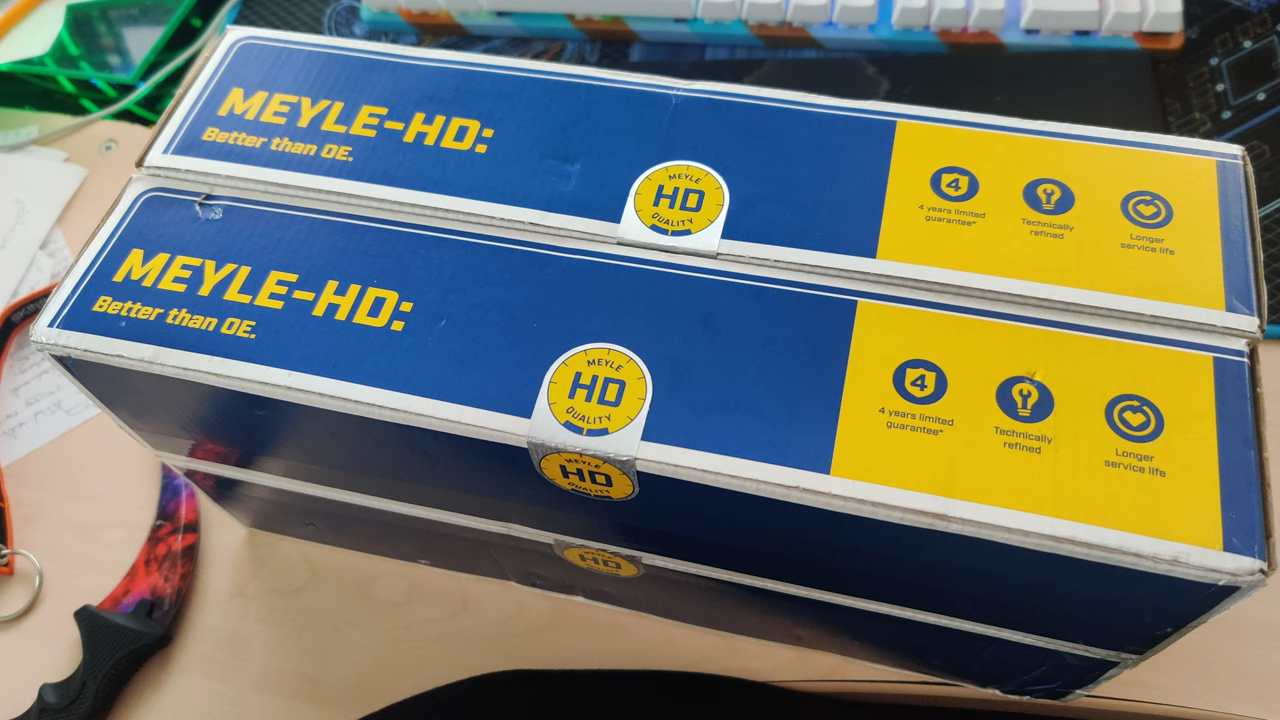 MEYLE-HD:
Better than OE.
MEYLE
HD
QUALITY
4
4 years limited
guarantee*
Technically
refined
Longer
service life
MEYLE-HD:
Better than OE.
MEYLE
HD
QUALITY
4
4 years limited
guarantee*
Technically
refined
Longer
service life
MEYLE
HD
QUALITY
MEYLE
HD